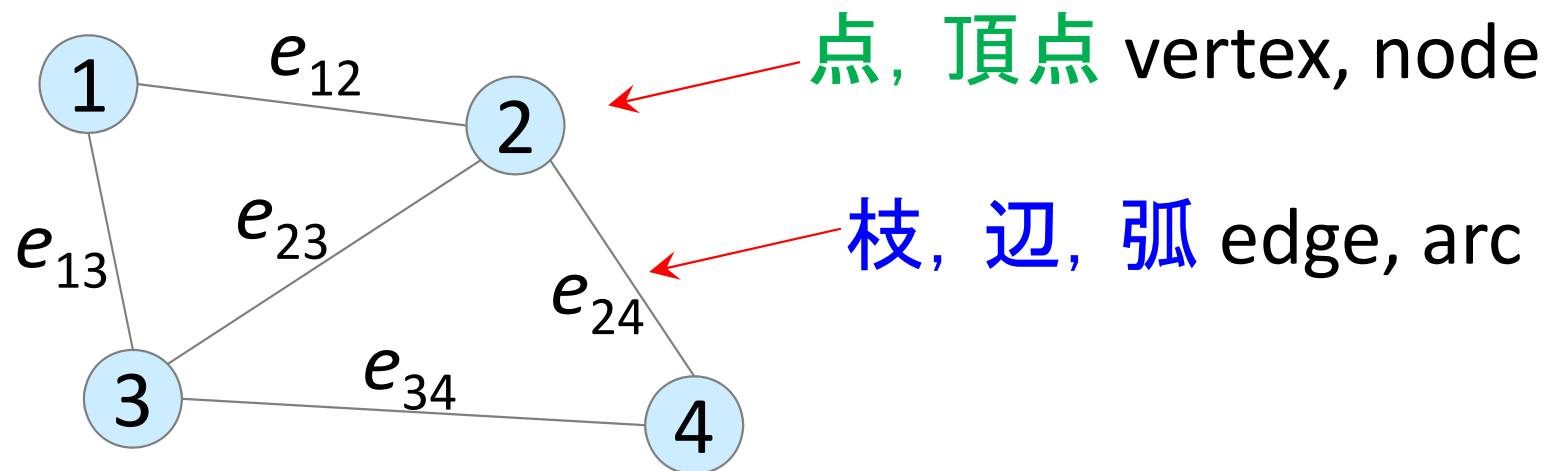 1
e12
2
点, 頂点 vertex, node
e13
e23
枝, 辺, 弧 edge, arc
e24
3
e34
4